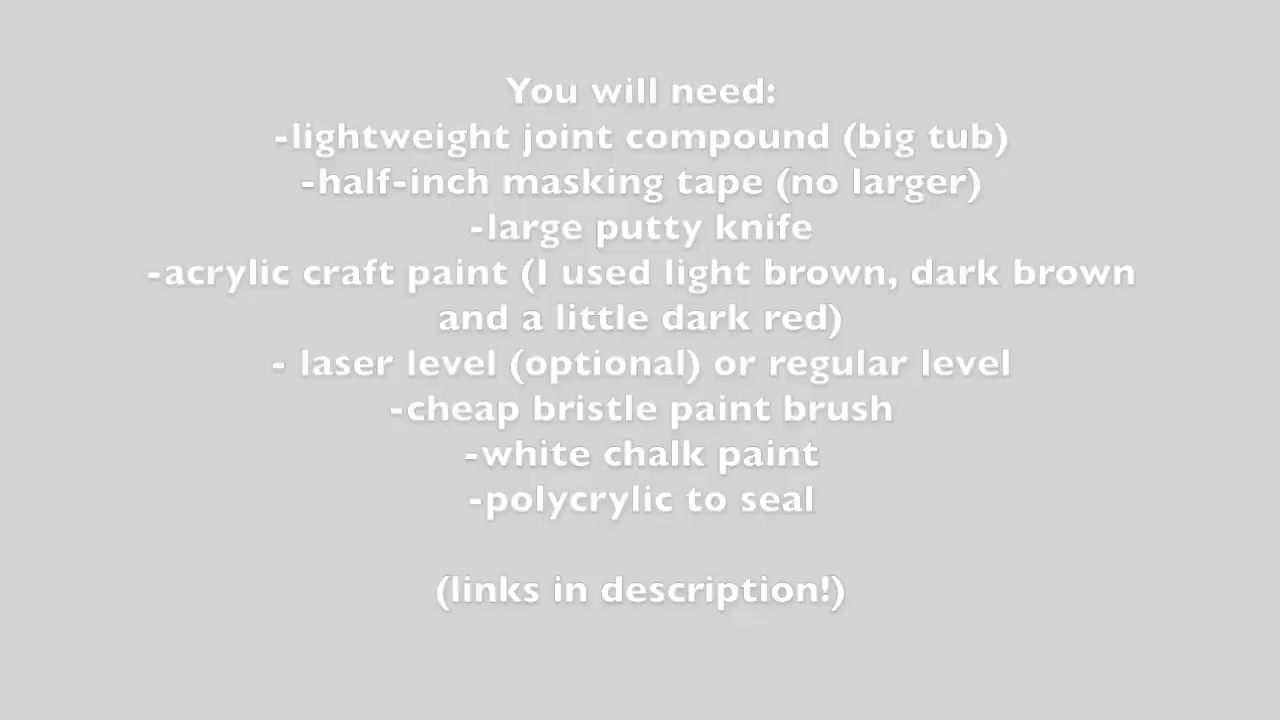 You will need:
-lightweight joint compound (big tub)
-half-inch masking tape (no larger)
-large putty knife
-acrylic craft paint (I used light brown, dark brown
and a little dark red)
- laser level (optional) or regular level
-cheap bristle paint brush
-white chalk paint
-polycrylic to seal
(links in description!)